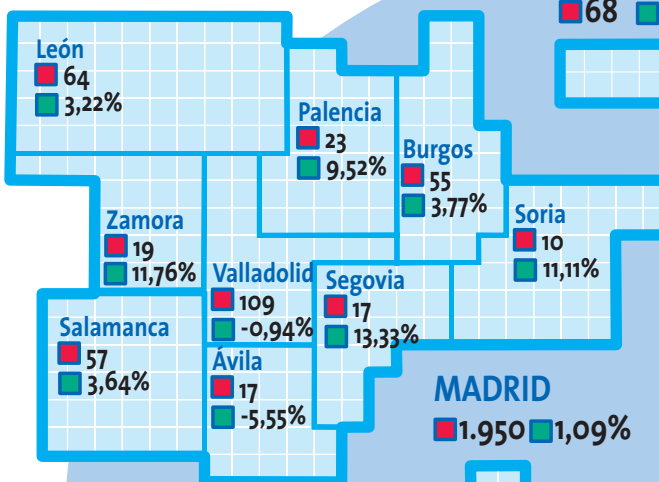 68
León
64
3,22%
Palencia
23
9,52%
Burgos
55
3,77%
Soria
10
11,11%
Zamora
19
11,76%
Valladolid
109
-0,94%
Segovia
17
13,33%
Salamanca
57
3,64%
Ávila
17
-5,55%
MADRID
1.950 1,09%